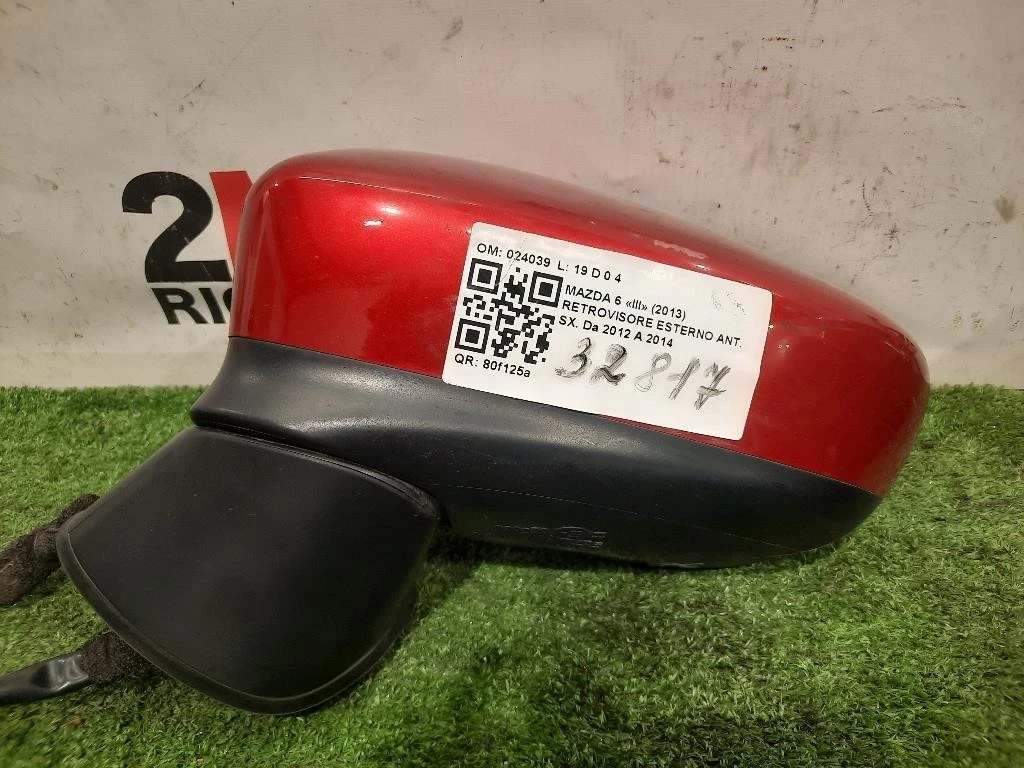 2
RIC
OM: 024039 L: 19 D 0 4
MAZDA 6 «III» (2013)
RETROVISORE ESTERNO ANT.
SX. Da 2012 A 2014
32817
QR: 80f125a